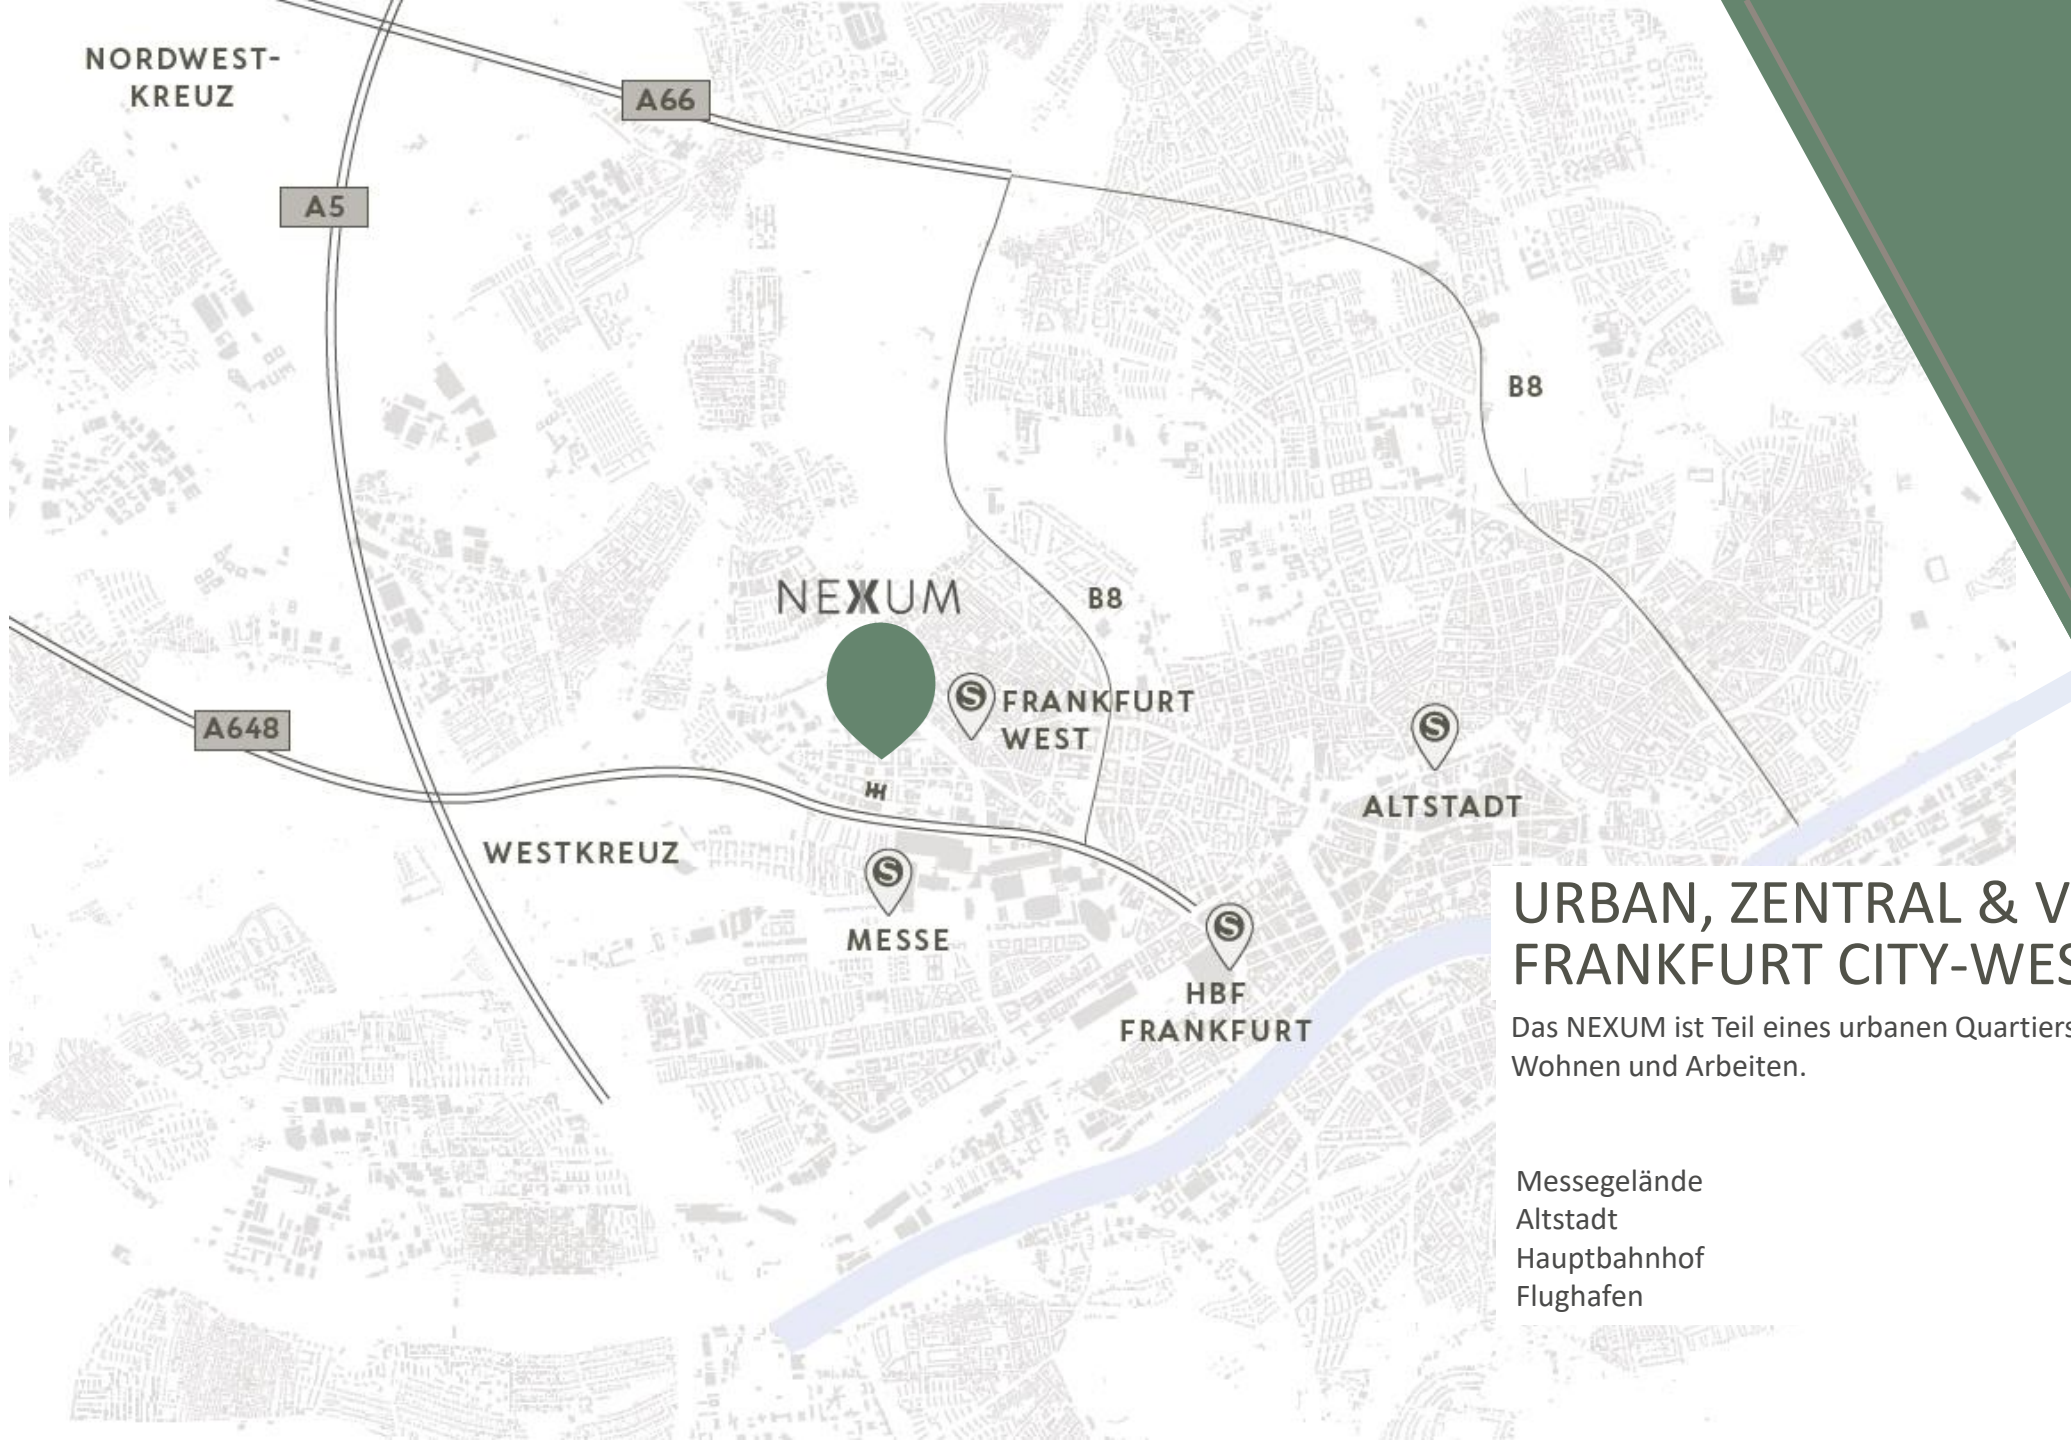 NORDWEST-
KREUZ
A66
A5
B8
NEXUM
B8
FRANKFURT
WEST
A648
ALTSTADT
WESTKREUZ
MESSE
HBF
FRANKFURT
URBAN, ZENTRAL & V
FRANKFURT CITY-WES
Das NEXUM ist Teil eines urbanen Quartiers
Wohnen und Arbeiten.
Messegelände
Altstadt
Hauptbahnhof
Flughafen